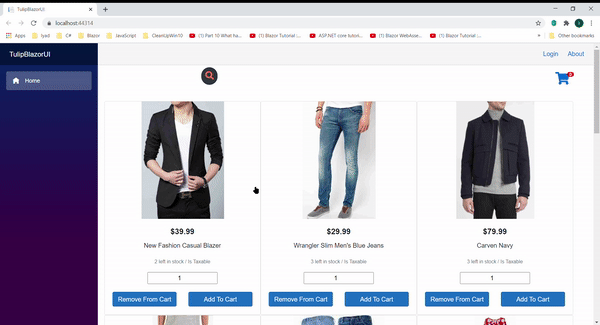 TulipBlazorUI
localhost:44314
Apps Iyad C# Blazor JavaScript CleanUpWin10 (1) Part 10 What ha... (1) Blazor Tutorial :... ASP.NET core tutori... (1) Blazor WebAsse... (1) Blazor Tutorial :... Other bookmarks
TulipBlazorUI
Login About
Home
0
$39.99 $29.99 $79.99
New Fashion Casual Blazer Wrangler Slim Men's Blue Jeans Carven Navy
2 left in stock / Is Taxable 3 left in stock / Is Taxable 3 left in stock / Is Taxable
1 1 1
Remove From Cart Add To Cart Remove From Cart Add To Cart Remove From Cart Add To Cart